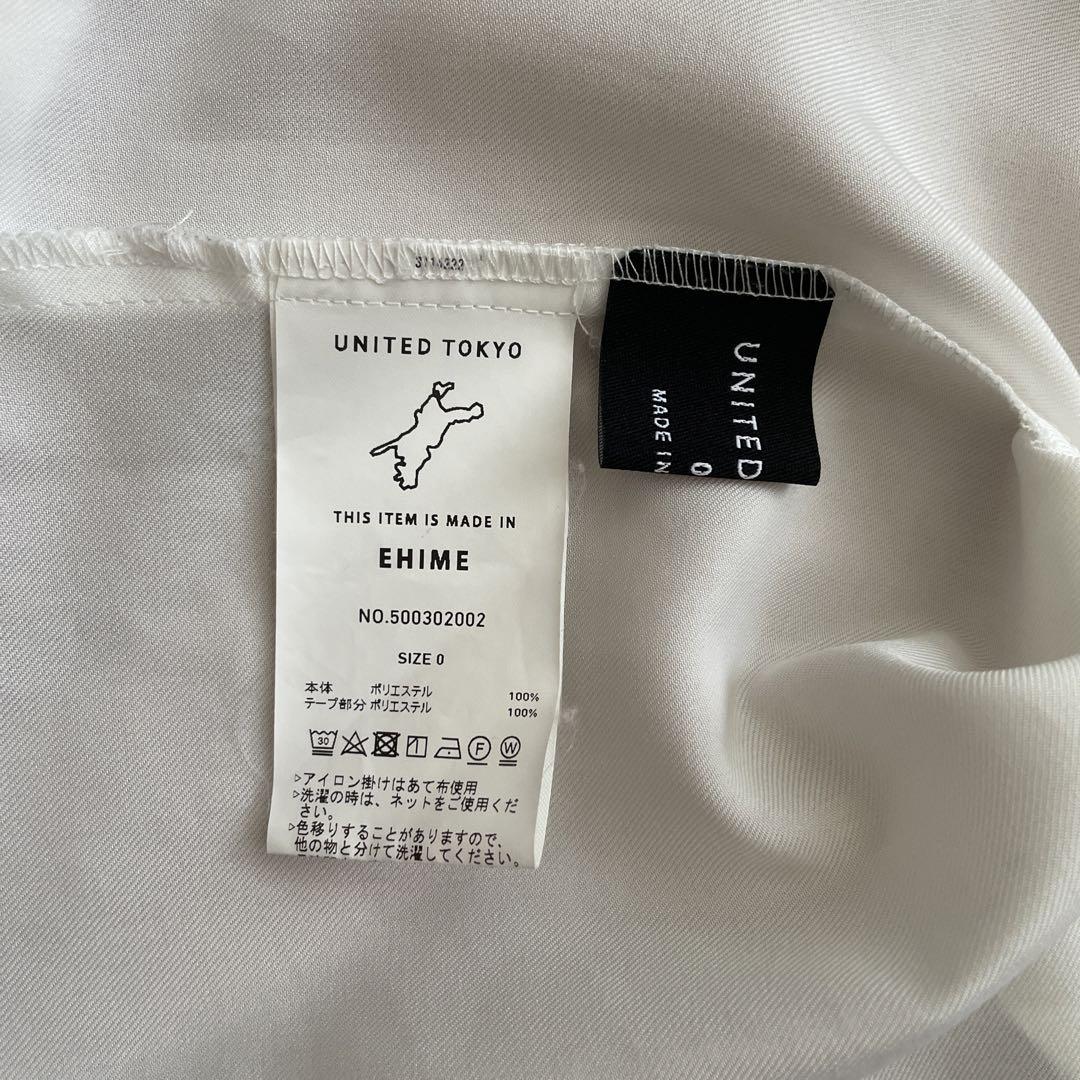 3114333
UNITED TOKYO
THIS ITEM IS MADE IN
EHIME
NO.500302002
SIZE 0
本体 ポリエステル 100%
テープ部分 ポリエステル 100%
30 F W
▷アイロン掛けはあて布使用
▷洗濯の時は、ネットをご使用くだ
さい。
▷色移りすることがありますので、
他の物と分けて洗濯してください。
UNITED
0
MADE IN